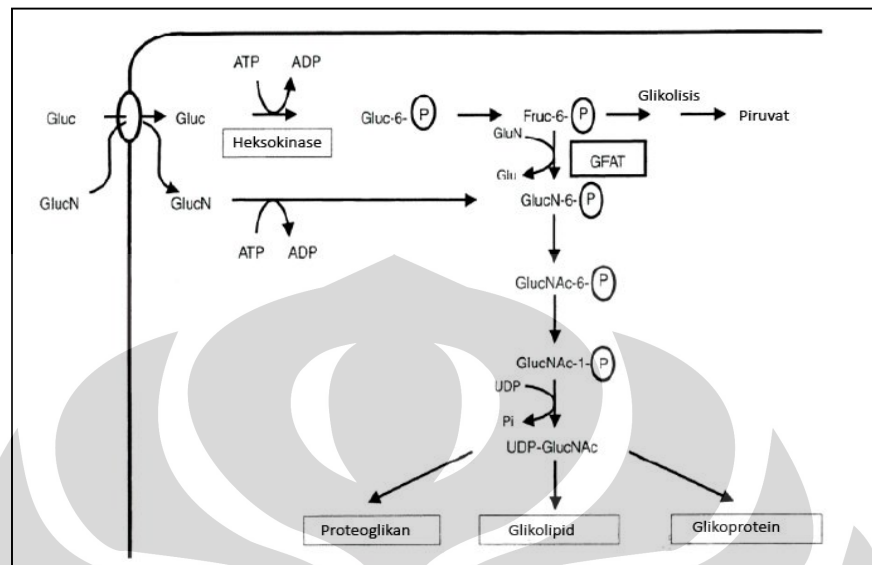 ATP ADP
Gluc Gluc Gluc-6- P Fruc-6- P Glikolisis Piruvat
Heksokinase
GluN
GFAT
Glu
GlucN GlucN GlucN-6- P
ATP ADP
GlucNAc-6- P
GlucNAc-1- P
UDP
Pi
UDP-GlucNAc
Proteoglikan Glikolipid Glikoprotein